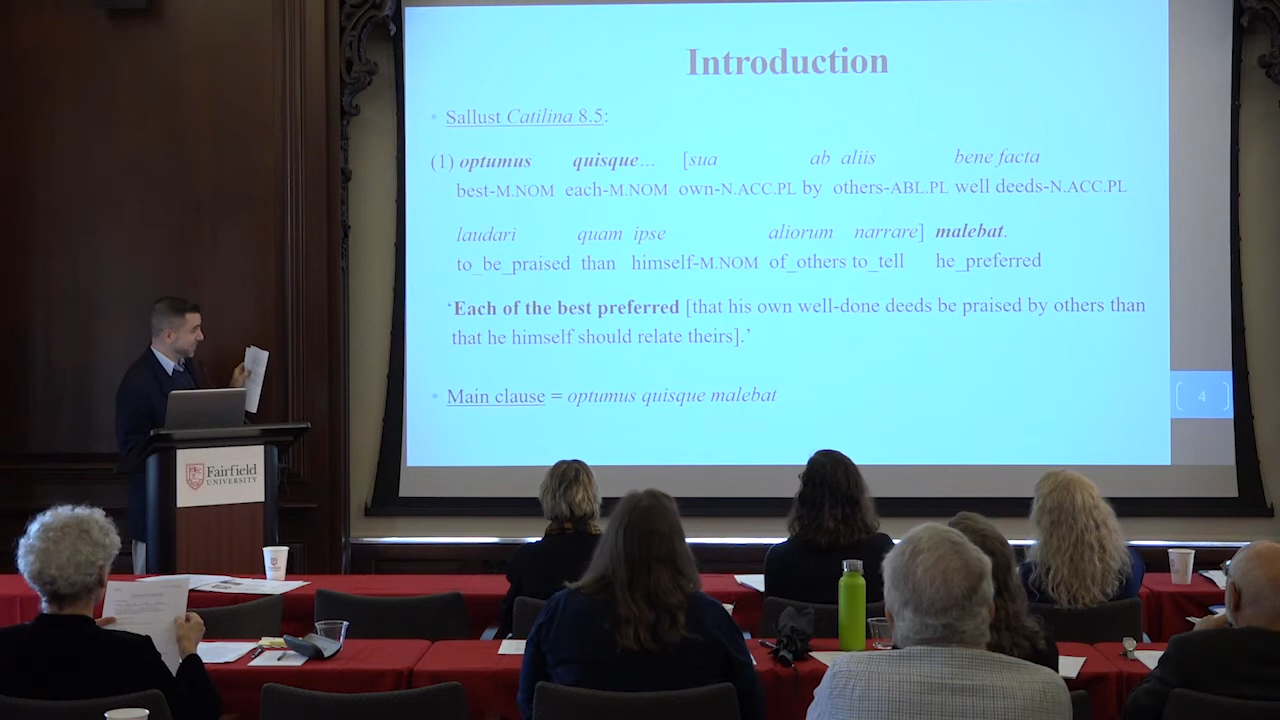 Introduction
• Sallust Catilina 8.5:
(1) optumus quisque... [sua ab aliis bene facta
best-M.NOM each-M.NOM own-N.ACC.PL by others-ABL.PL well deeds-N.ACC.PL
laudari quam ipse aliorum narrare] malebat.
to_be_praised than himself-M.NOM of_others to_tell he_preferred
‘Each of the best preferred [that his own well-done deeds be praised by others than
that he himself should relate theirs].’
• Main clause = optumus quisque malebat
4
Fairfield
UNIVERSITY